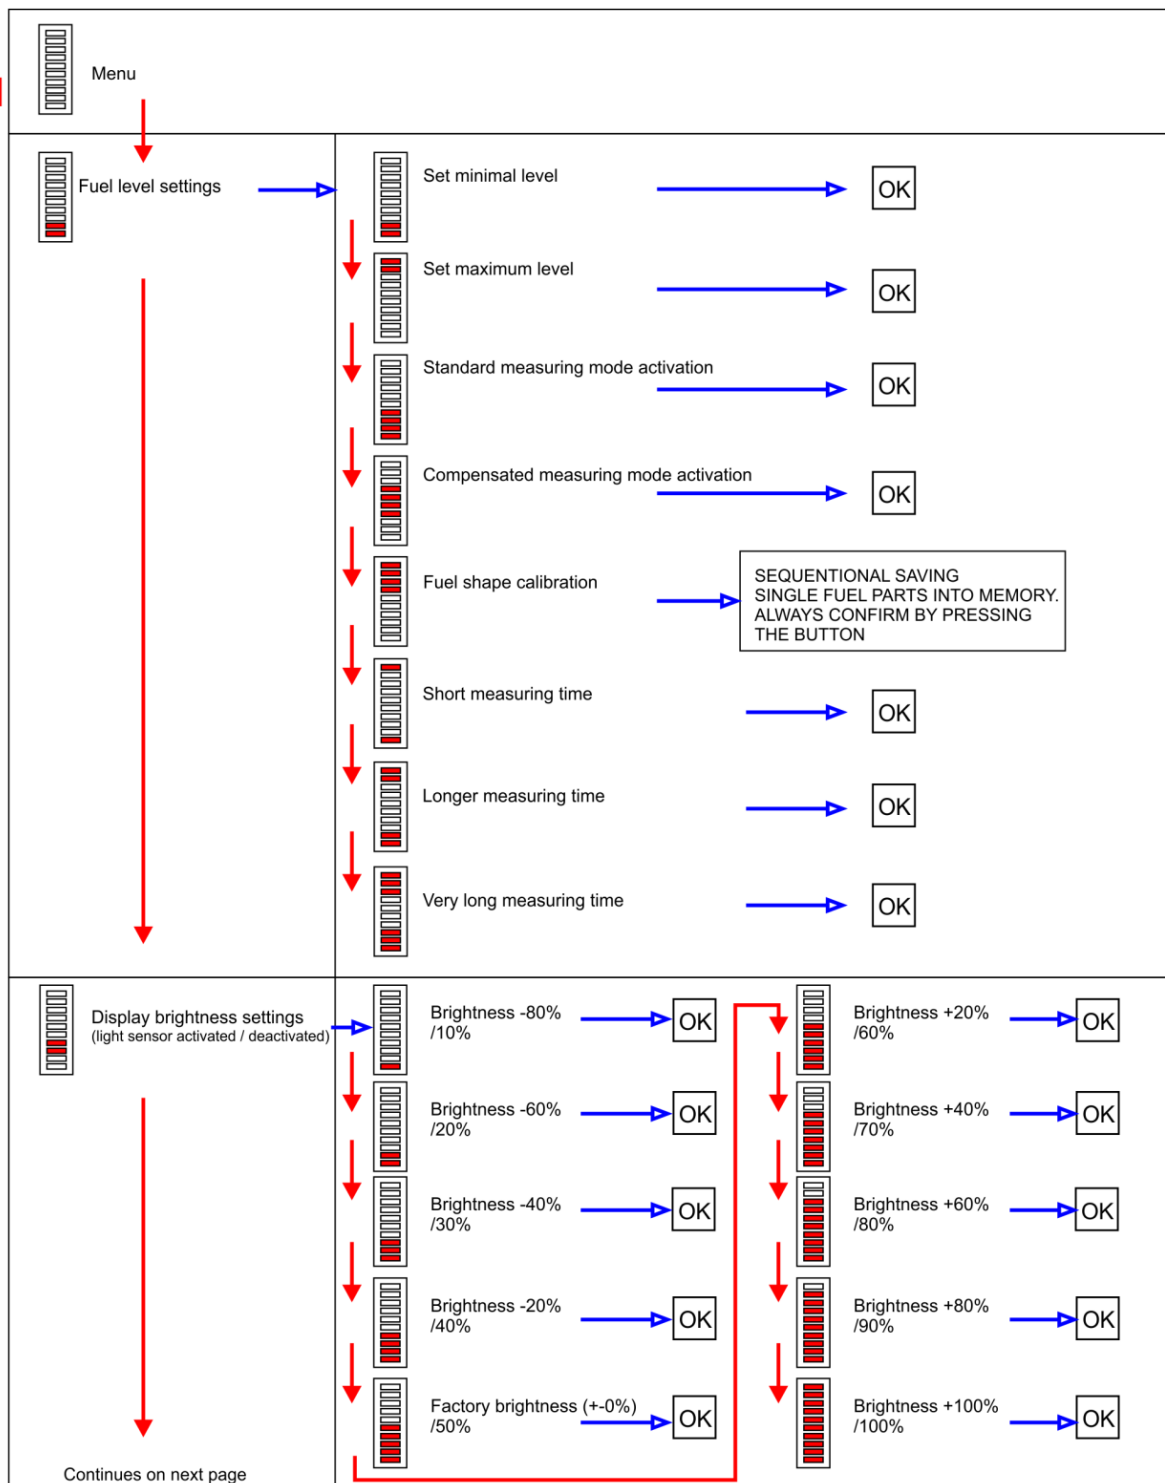 Menu
Fuel level settings
Set minimal level
OK
Set maximum level
OK
Standard measuring mode activation
OK
Compensated measuring mode activation
OK
Fuel shape calibration
SEQUENTIONAL SAVING
SINGLE FUEL PARTS INTO MEMORY.
ALWAYS CONFIRM BY PRESSING
THE BUTTON
Short measuring time
OK
Longer measuring time
OK
Very long measuring time
OK
Display brightness settings
(light sensor activated / deactivated)
Brightness -80%
/10%
OK
Brightness -60%
/20%
OK
Brightness -40%
/30%
OK
Brightness -20%
/40%
OK
Factory brightness (+-0%)
/50%
OK
Brightness +20%
/60%
OK
Brightness +40%
/70%
OK
Brightness +60%
/80%
OK
Brightness +80%
/90%
OK
Brightness +100%
/100%
OK
Continues on next page